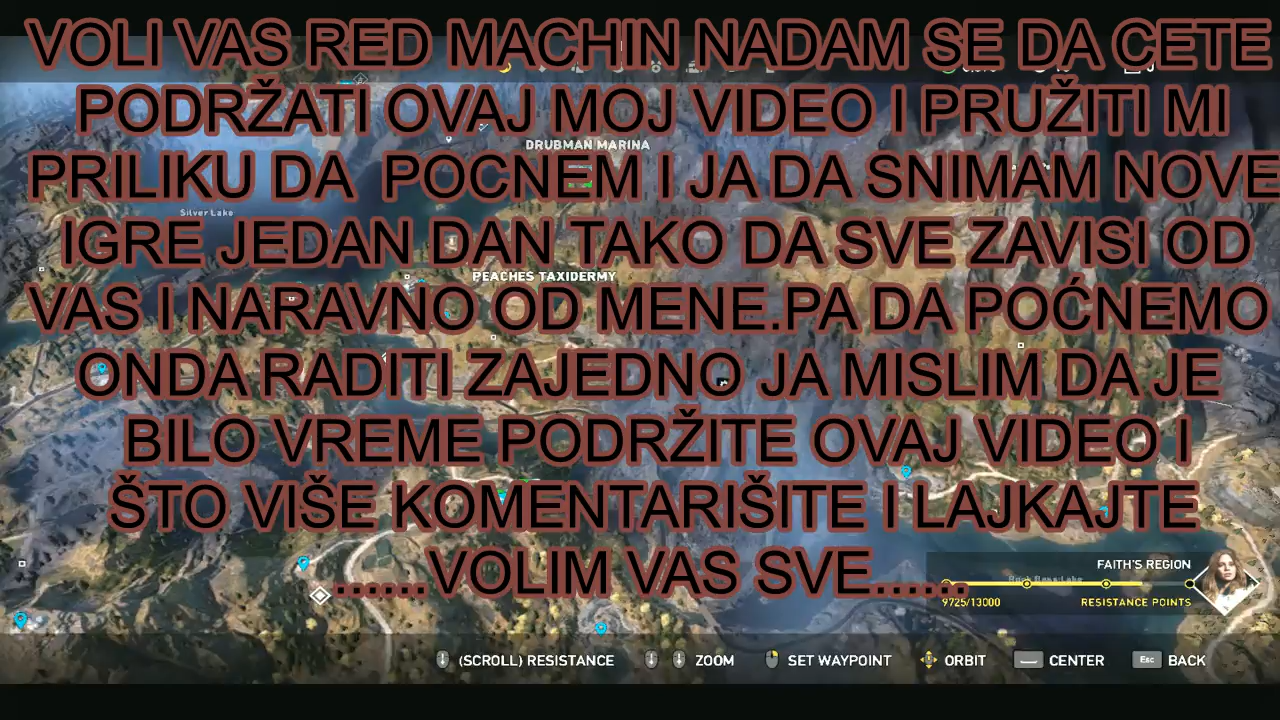 VOLI VAS RED MACHIN NADAM SE DA CETE
PODRŽATI OVAJ MOJ VIDEO I PRUŽITI MI
DRUBMAN MARINA
PRILIKU DA POCNEM I JA DA SNIMAM NOVE
Silver Lake
IGRE JEDAN DAN TAKO DA SVE ZAVISI OD
PEACHES TAXIDERMY
VAS I NARAVNO OD MENE.PA DA POĆNEMO
ONDA RADITI ZAJEDNO JA MISLIM DA JE
BILO VREME PODRŽITE OVAJ VIDEO I
ŠTO VIŠE KOMENTARIŠITE I LAJKAJTE
......VOLIM VAS SVE......
FAITH'S REGION
9725/13000 RESISTANCE POINTS
(SCROLL) RESISTANCE ZOOM SET WAYPOINT ORBIT CENTER Esc BACK